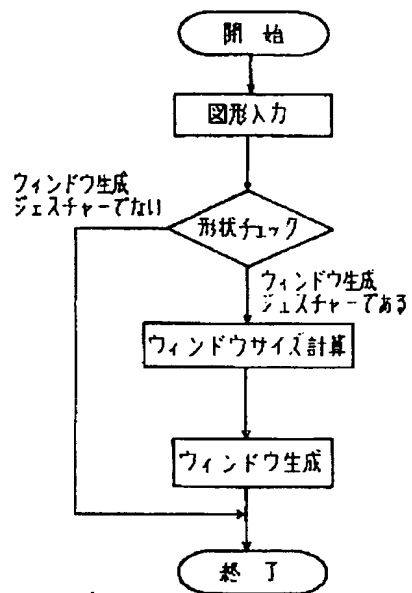 開始
図形入力
ウィンドウ生成
ジェスチャーでない
形状チェック
ウィンドウ生成
ジェスチャーである
ウィンドウサイズ計算
ウィンドウ生成
終了